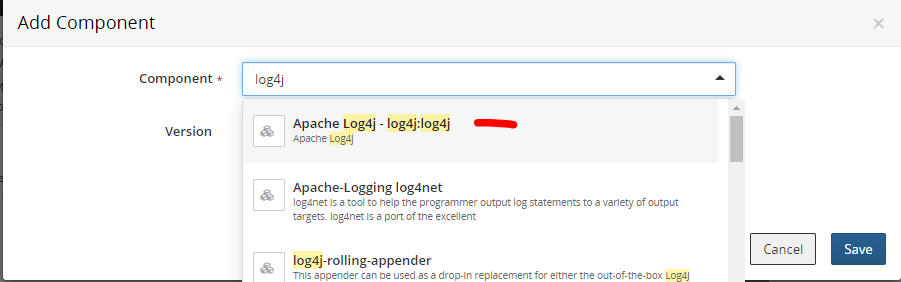 Add Component
Component *
log4j
Version
Apache Log4j - log4j:log4j
Apache Log4j
Apache-Logging log4net
log4net is a tool to help the programmer output log statements to a variety of output
targets. log4net is a port of the excellent
log4j-rolling-appender
This appender can be used as a drop-in replacement for either the out-of-the-box Log4J
Cancel
Save